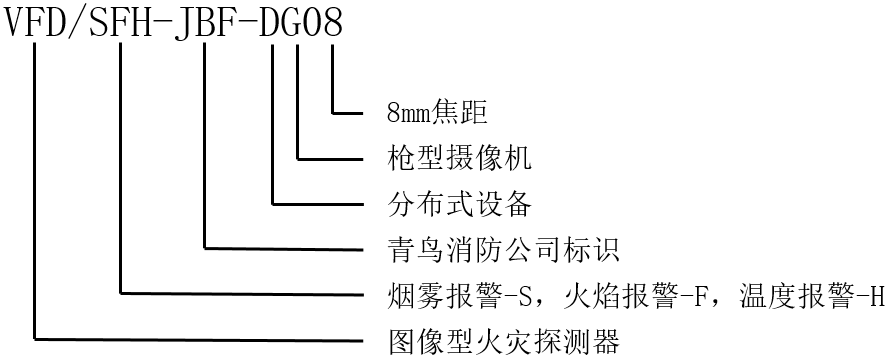 VFD/SFH-JBF-DG08
8mm焦距
枪型摄像机
分布式设备
青鸟消防公司标识
烟雾报警-S，火焰报警-F，温度报警-H
图像型火灾探测器